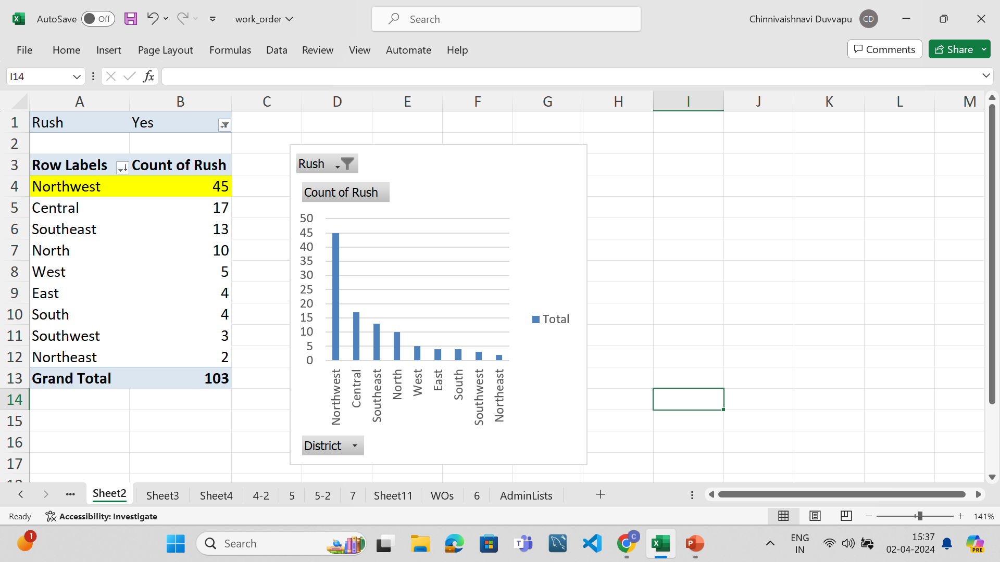 AutoSave Off work_order Search Chinnivaishnavi Duvvapu CD
File Home Insert Page Layout Formulas Data Review View Automate Help Comments Share
I14 fx
A B C D E F G H I J K L M
1 Rush Yes
2
3 Row Labels Count of Rush
4 Northwest 45
5 Central 17
6 Southeast 13
7 North 10
8 West 5
9 East 4
10 South 4
11 Southwest 3
12 Northeast 2
13 Grand Total 103
14
15
16
17
Rush
Count of Rush
50
45
40
35
30
25
20
15
10
5
0
Northwest
Central
Southeast
North
West
East
South
Southwest
Northeast
Total
District
Sheet2 Sheet3 Sheet4 4-2 5 5-2 7 Sheet11 WOs 6 AdminLists
Ready Accessibility: Investigate 141%
1 Search T C X P ENG 15:37
IN 02-04-2024 PRE